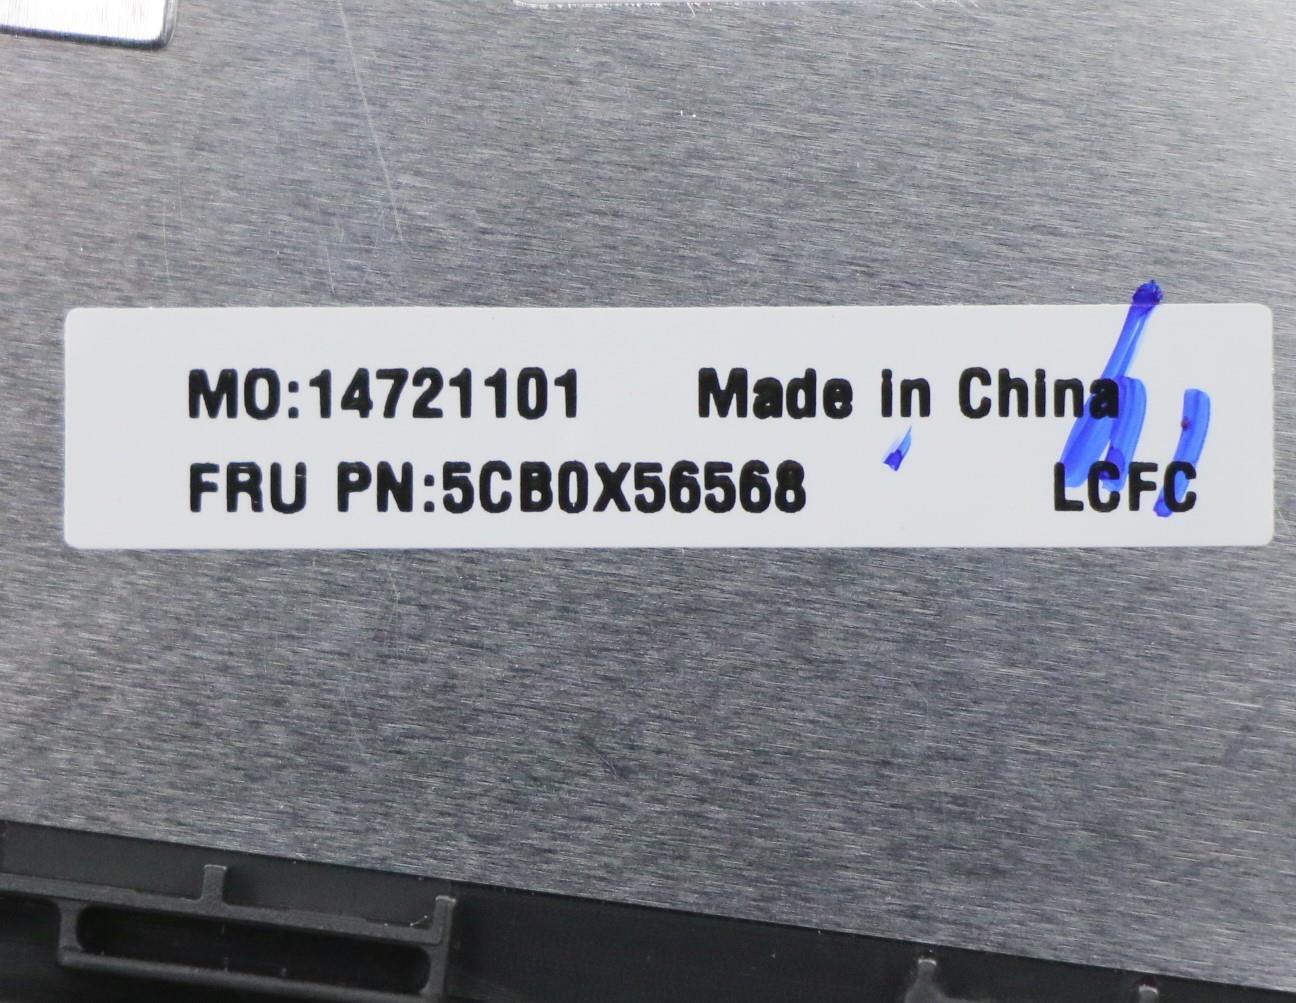 MO:14721101 Made in China
FRU PN:5CB0X56568 LCFC